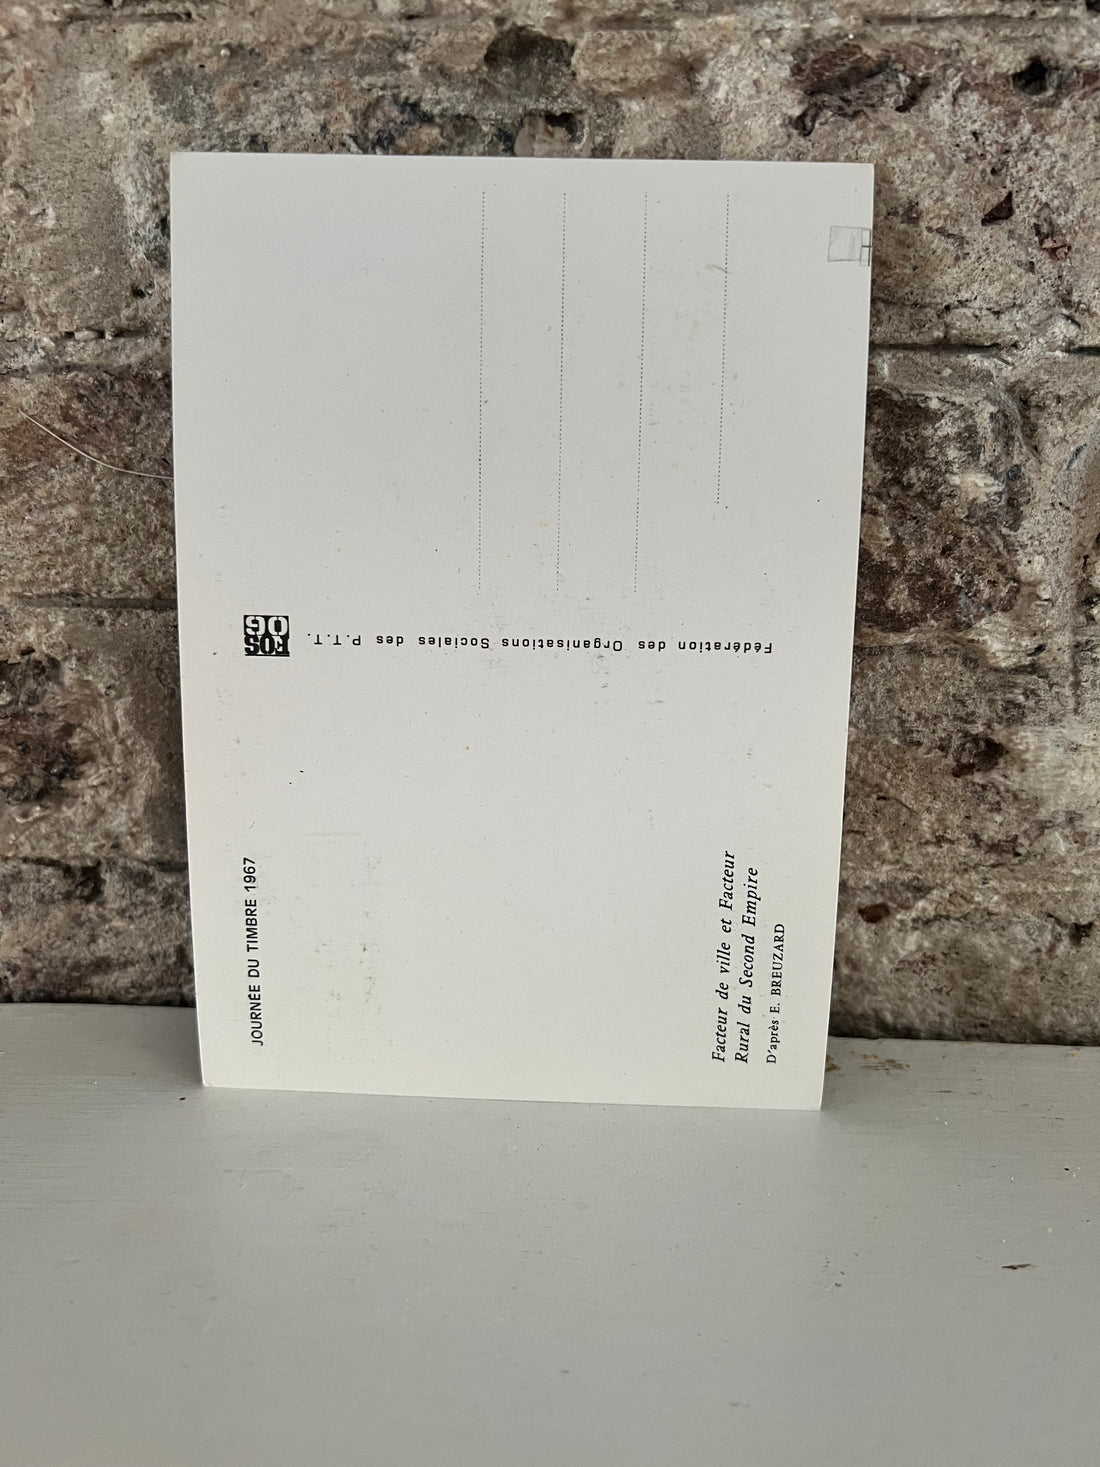 JOURNÉE DU TIMBRE 1967
Facteur de ville et Facteur
Rural du Second Empire
D'après E. BREUZARD
Fédération des Organisations Sociales des P.T.T.
FOS
OG